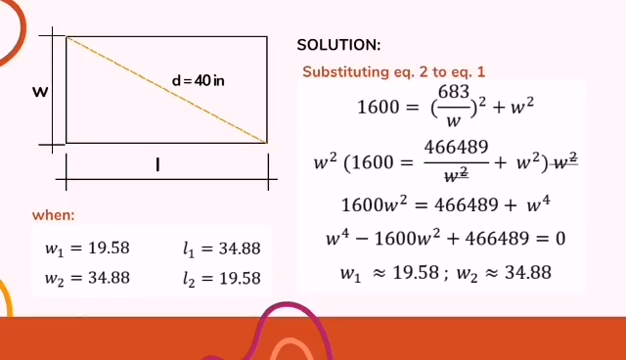 w
d = 40 in
l
when:
w₁ = 19.58 l₁ = 34.88
w₂ = 34.88 l₂ = 19.58
SOLUTION:
Substituting eq. 2 to eq. 1
1600 = (683/w)² + w²
w² (1600 = 466489/w² + w²) w²
1600w² = 466489 + w⁴
w⁴ − 1600w² + 466489 = 0
w₁ ≈ 19.58 ; w₂ ≈ 34.88